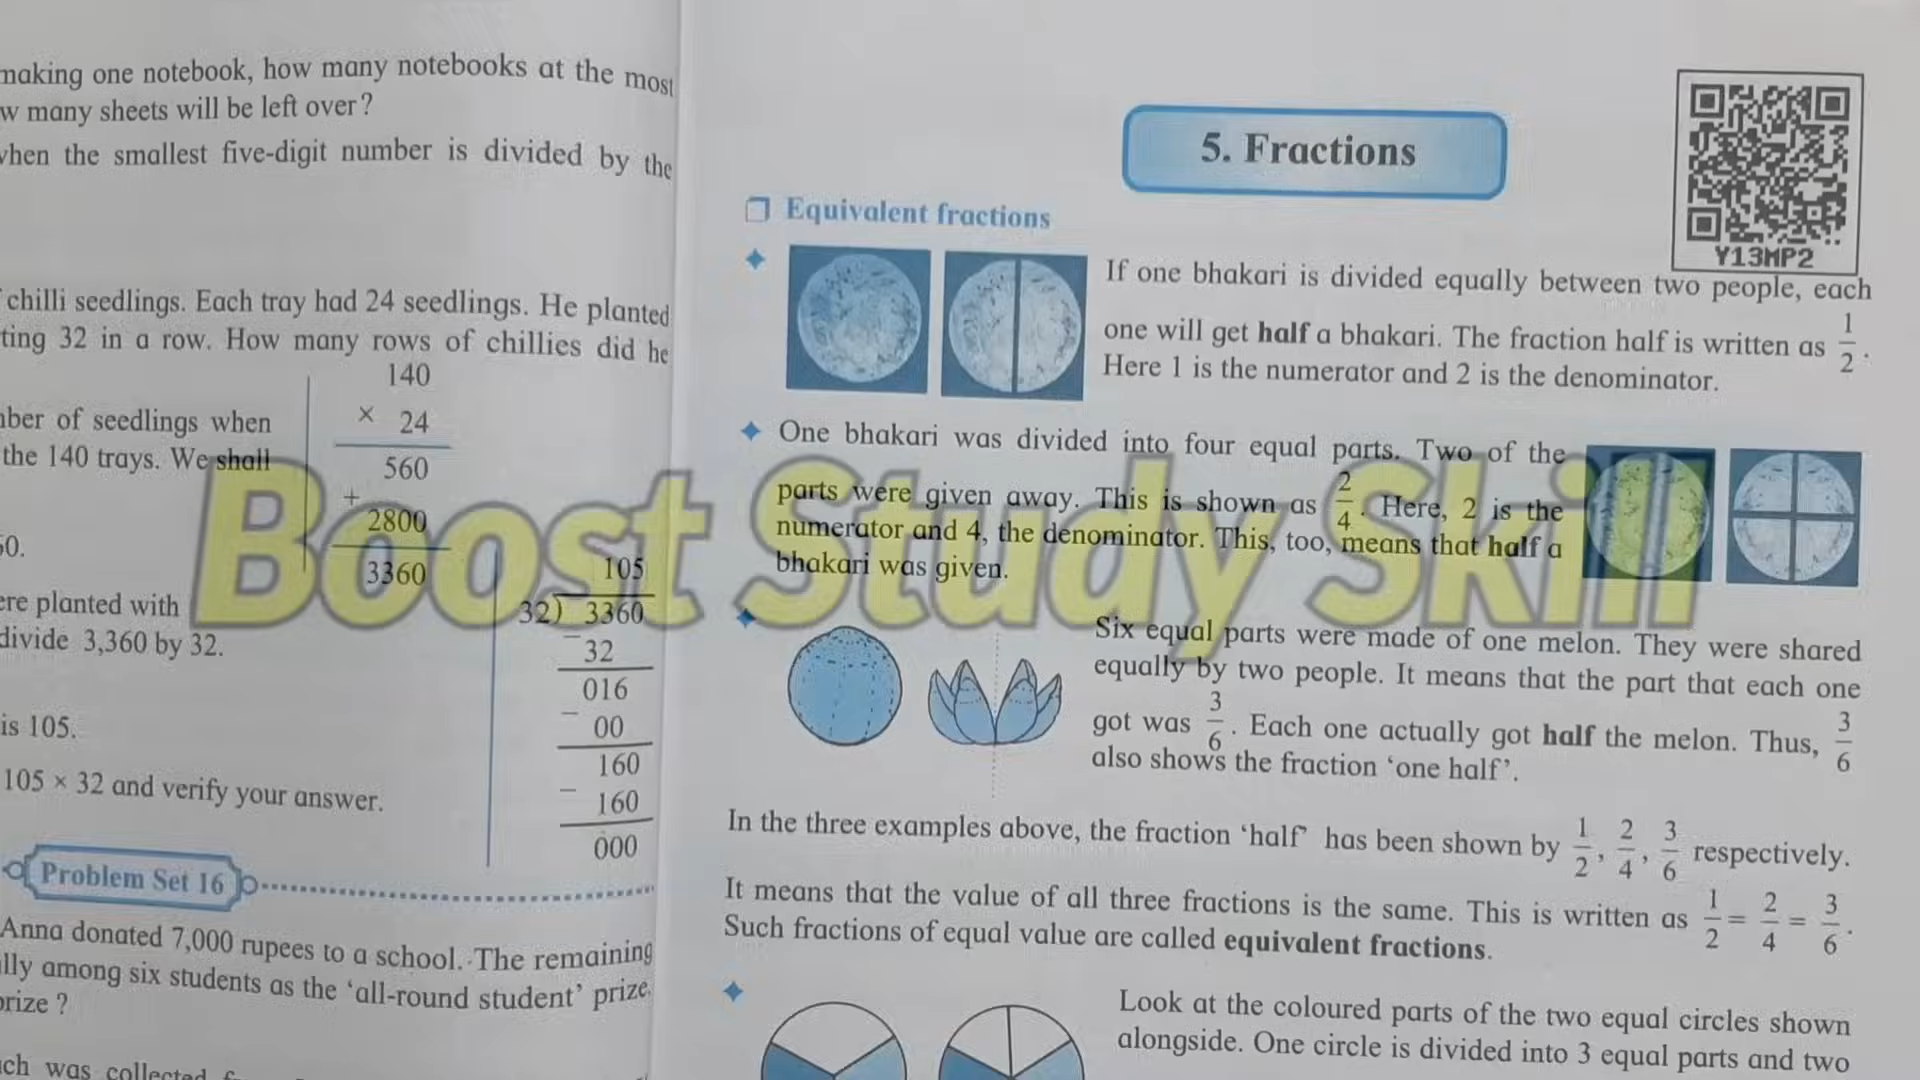 making one notebook, how many notebooks at the most
w many sheets will be left over?
when the smallest five-digit number is divided by the
chilli seedlings. Each tray had 24 seedlings. He planted
ting 32 in a row. How many rows of chillies did he
140
× 24
560
+
2800
3360
nber of seedlings when
the 140 trays. We shall
50.
ere planted with
divide 3,360 by 32.
is 105.
105 × 32 and verify your answer.
105
32) 3360
− 32
016
− 00
160
− 160
000
Problem Set 16
Anna donated 7,000 rupees to a school. The remaining
lly among six students as the ‘all-round student’ prize.
prize ?
ch was collected
5. Fractions
Y13MP2
❒ Equivalent fractions
If one bhakari is divided equally between two people, each
one will get half a bhakari. The fraction half is written as 1/2.
Here 1 is the numerator and 2 is the denominator.
One bhakari was divided into four equal parts. Two of the
parts were given away. This is shown as 2/4. Here, 2 is the
numerator and 4, the denominator. This, too, means that half a
bhakari was given.
Six equal parts were made of one melon. They were shared
equally by two people. It means that the part that each one
got was 3/6. Each one actually got half the melon. Thus, 3/6
also shows the fraction ‘one half’.
In the three examples above, the fraction ‘half’ has been shown by 1/2, 2/4, 3/6 respectively.
It means that the value of all three fractions is the same. This is written as 1/2 = 2/4 = 3/6.
Such fractions of equal value are called equivalent fractions.
Look at the coloured parts of the two equal circles shown
alongside. One circle is divided into 3 equal parts and two
Boost Study Skill